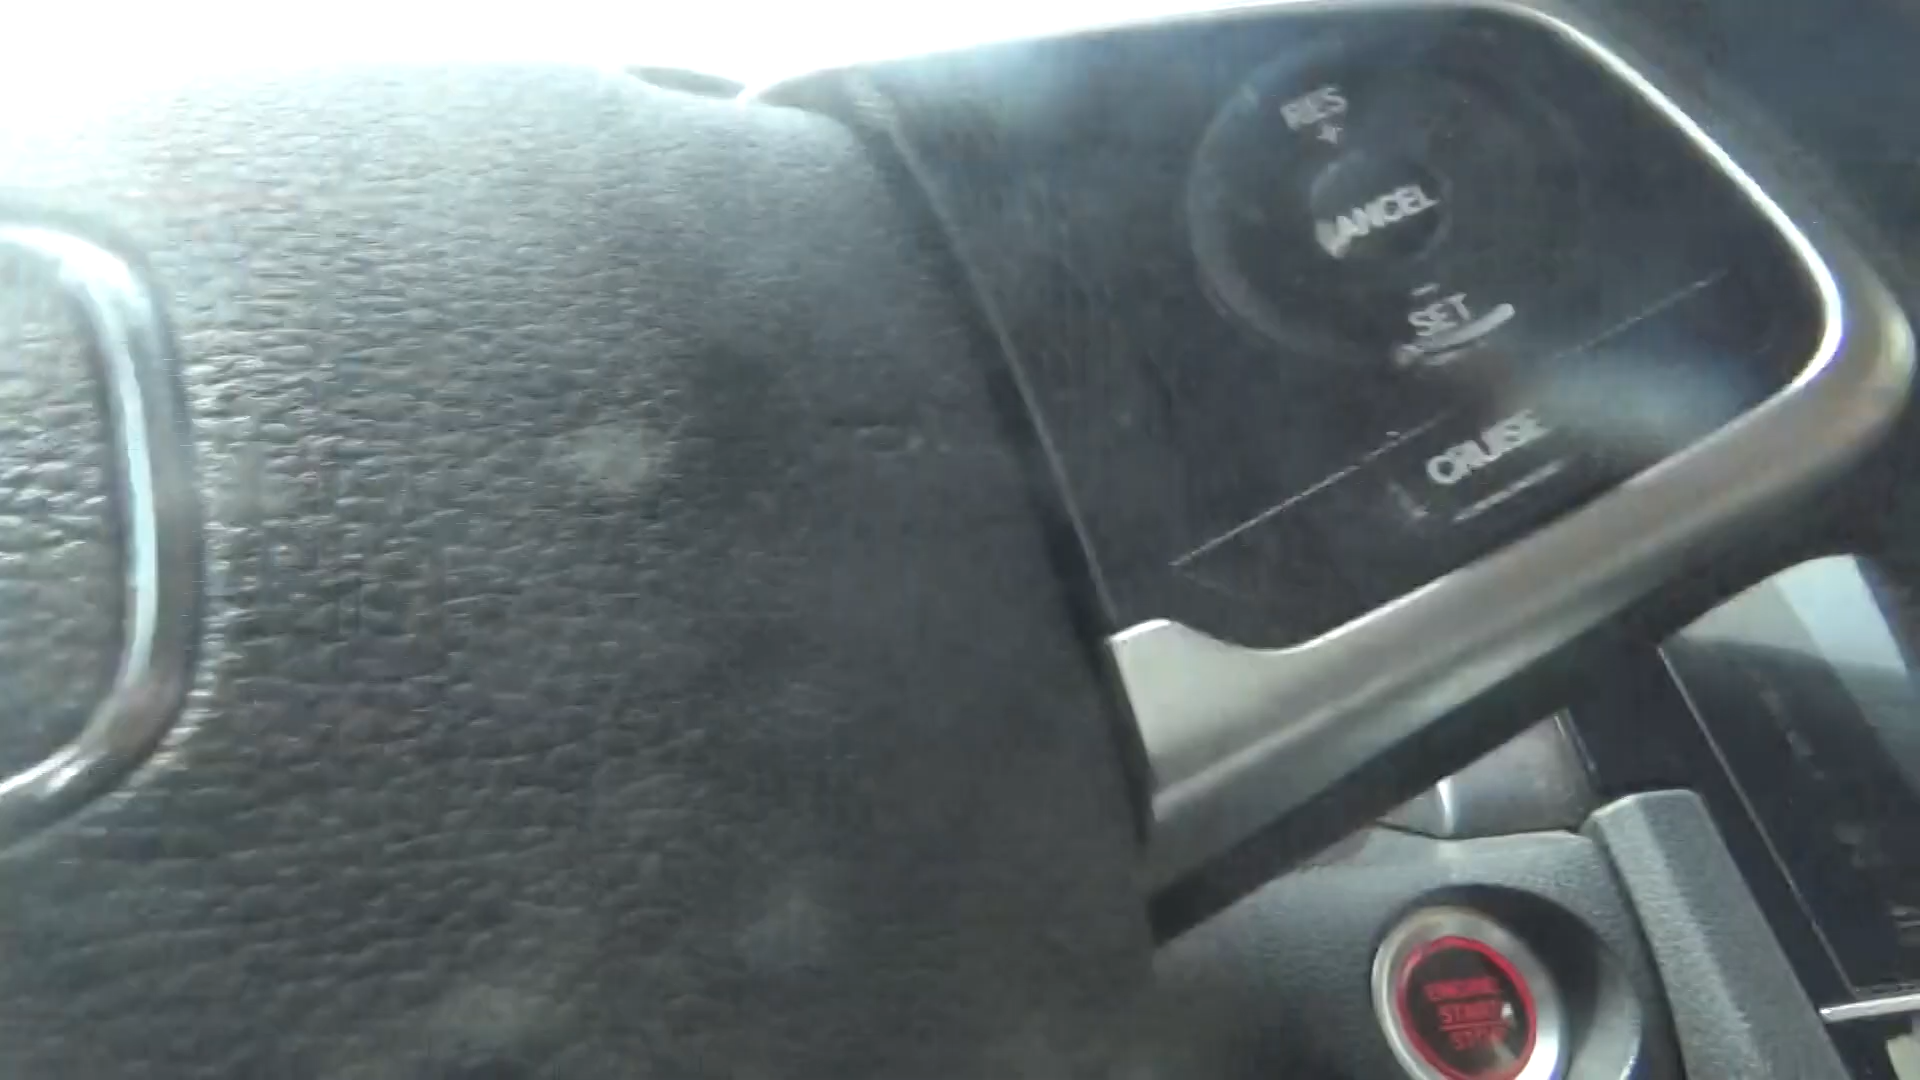 RES
+
CANCEL
−
SET
CRUISE
ENGINE
START
STOP